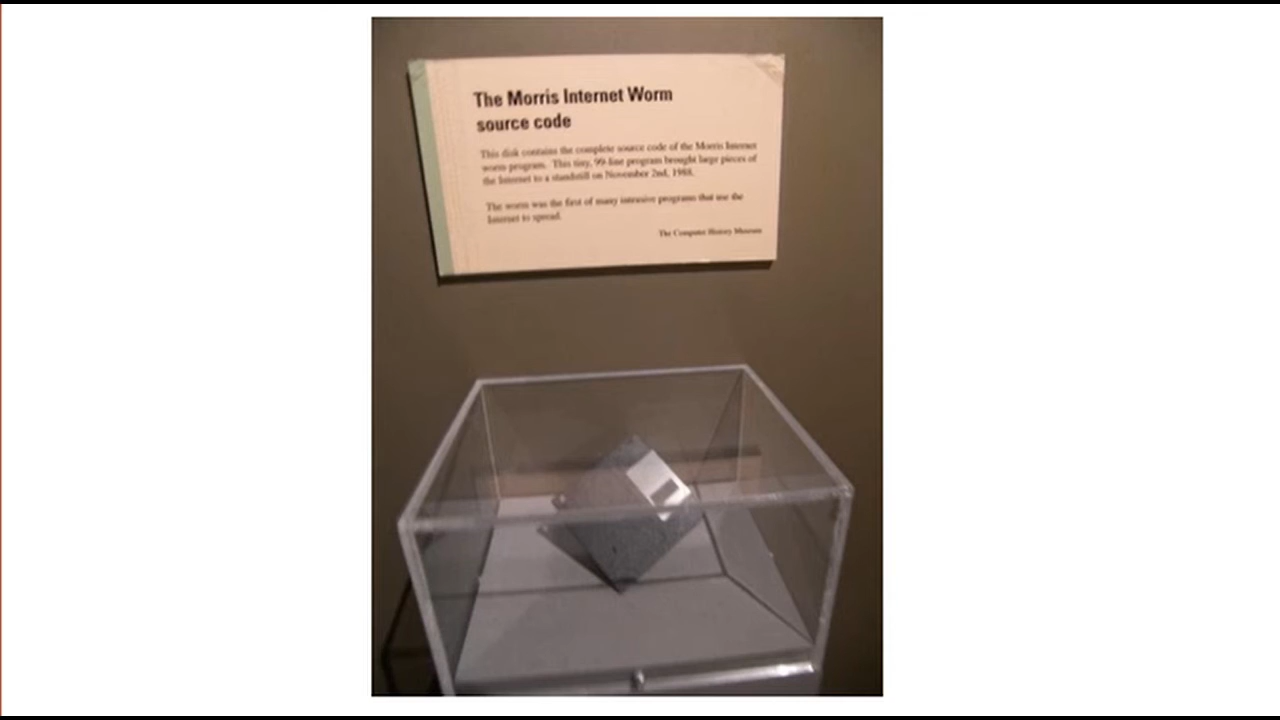 The Morris Internet Worm
source code
This disk contains the complete source code of the Morris Internet
worm program. This tiny, 99-line program brought large pieces of
the Internet to a standstill on November 2nd, 1988.
The worm was the first of many intrusive programs that use the
Internet to spread.
The Computer History Museum